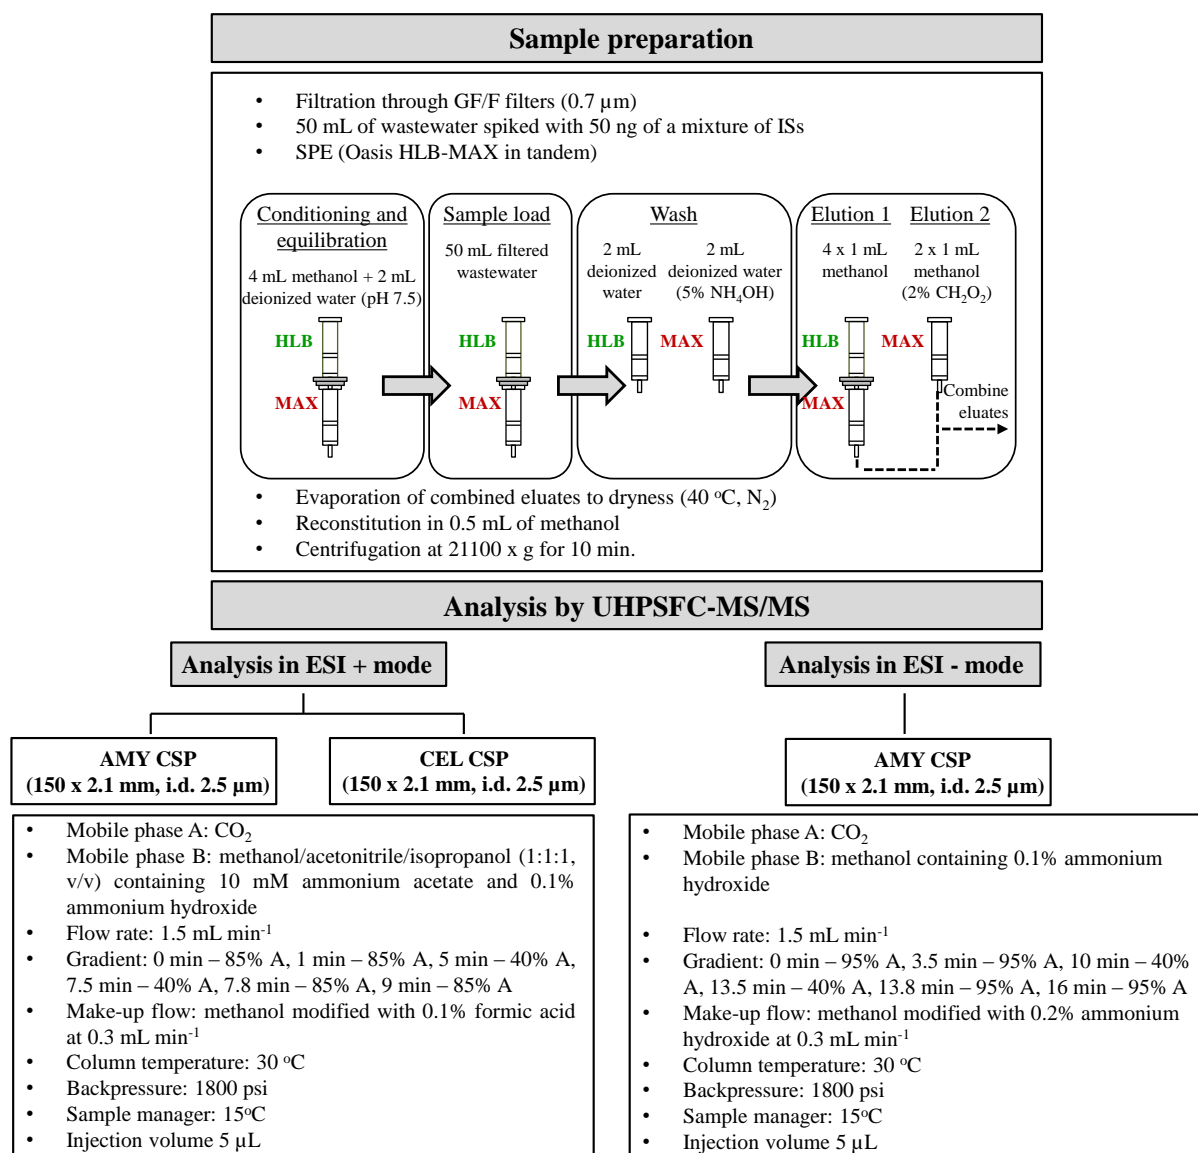 Sample preparation
• Filtration through GF/F filters (0.7 µm)
• 50 mL of wastewater spiked with 50 ng of a mixture of ISs
• SPE (Oasis HLB-MAX in tandem)
Conditioning and
equilibration
4 mL methanol + 2 mL
deionized water (pH 7.5)
HLB
MAX
Sample load
50 mL filtered
wastewater
HLB
MAX
Wash
2 mL
deionized
water
2 mL
deionized water
(5% NH₄OH)
HLB
MAX
Elution 1
4 x 1 mL
methanol
Elution 2
2 x 1 mL
methanol
(2% CH₂O₂)
HLB
MAX
MAX
Combine
eluates
• Evaporation of combined eluates to dryness (40 ºC, N₂)
• Reconstitution in 0.5 mL of methanol
• Centrifugation at 21100 x g for 10 min.
Analysis by UHPSFC-MS/MS
Analysis in ESI + mode
AMY CSP
(150 x 2.1 mm, i.d. 2.5 µm)
CEL CSP
(150 x 2.1 mm, i.d. 2.5 µm)
• Mobile phase A: CO₂
• Mobile phase B: methanol/acetonitrile/isopropanol (1:1:1,
v/v) containing 10 mM ammonium acetate and 0.1%
ammonium hydroxide
• Flow rate: 1.5 mL min⁻¹
• Gradient: 0 min – 85% A, 1 min – 85% A, 5 min – 40% A,
7.5 min – 40% A, 7.8 min – 85% A, 9 min – 85% A
• Make-up flow: methanol modified with 0.1% formic acid
at 0.3 mL min⁻¹
• Column temperature: 30 ºC
• Backpressure: 1800 psi
• Sample manager: 15ºC
• Injection volume 5 µL
Analysis in ESI - mode
AMY CSP
(150 x 2.1 mm, i.d. 2.5 µm)
• Mobile phase A: CO₂
• Mobile phase B: methanol containing 0.1% ammonium
hydroxide
• Flow rate: 1.5 mL min⁻¹
• Gradient: 0 min – 95% A, 3.5 min – 95% A, 10 min – 40%
A, 13.5 min – 40% A, 13.8 min – 95% A, 16 min – 95% A
• Make-up flow: methanol modified with 0.2% ammonium
hydroxide at 0.3 mL min⁻¹
• Column temperature: 30 ºC
• Backpressure: 1800 psi
• Sample manager: 15ºC
• Injection volume 5 µL